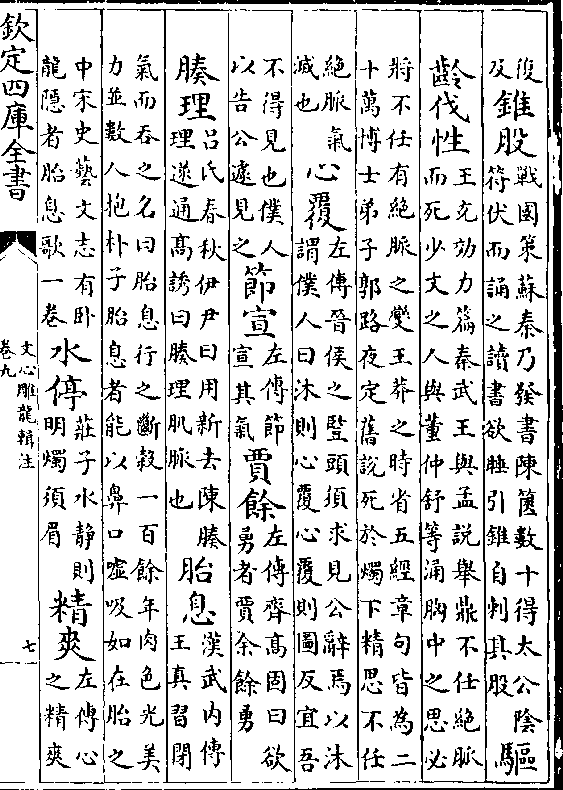 復
及
錐股
戰國策蘇秦乃發書陳篋數十得太公陰
符伏而誦之讀書欲睡引錐自刺其股
驅
齡伐性
王充効力篇秦武王與孟說舉鼎不任絕脈
而死少文之人與董仲舒等涌胸中之思必
將不任有絕脈之變王莽之時省五經章句皆為二
十萬博士弟子郭路夜定舊說死於燭下精思不任
絕脈氣
滅也
心覆
左傳晉侯之豎頭須求見公辭焉以沐
謂僕人曰沐則心覆心覆則圖反宜吾
不得見也僕人
以告公遽見之
節宣
左傳節
宣其氣
賈餘
左傳齊高固曰欲
勇者賈余餘勇
腠理
呂氏春秋伊尹曰用新去陳腠
理遂通高誘曰腠理肌脈也
胎息
漢武内傳
王真習閉
氣而吞之名曰胎息行之斷穀一百餘年肉色光美
力並數人抱朴子胎息者能以鼻口噓吸如在胎之
中宋史藝文志有卧
龍隱者胎息歌一卷
水停
莊子水静則
明燭須眉
精爽
左傳心
之精爽
欽定四庫全書
文心雕龍輯注
卷九
七